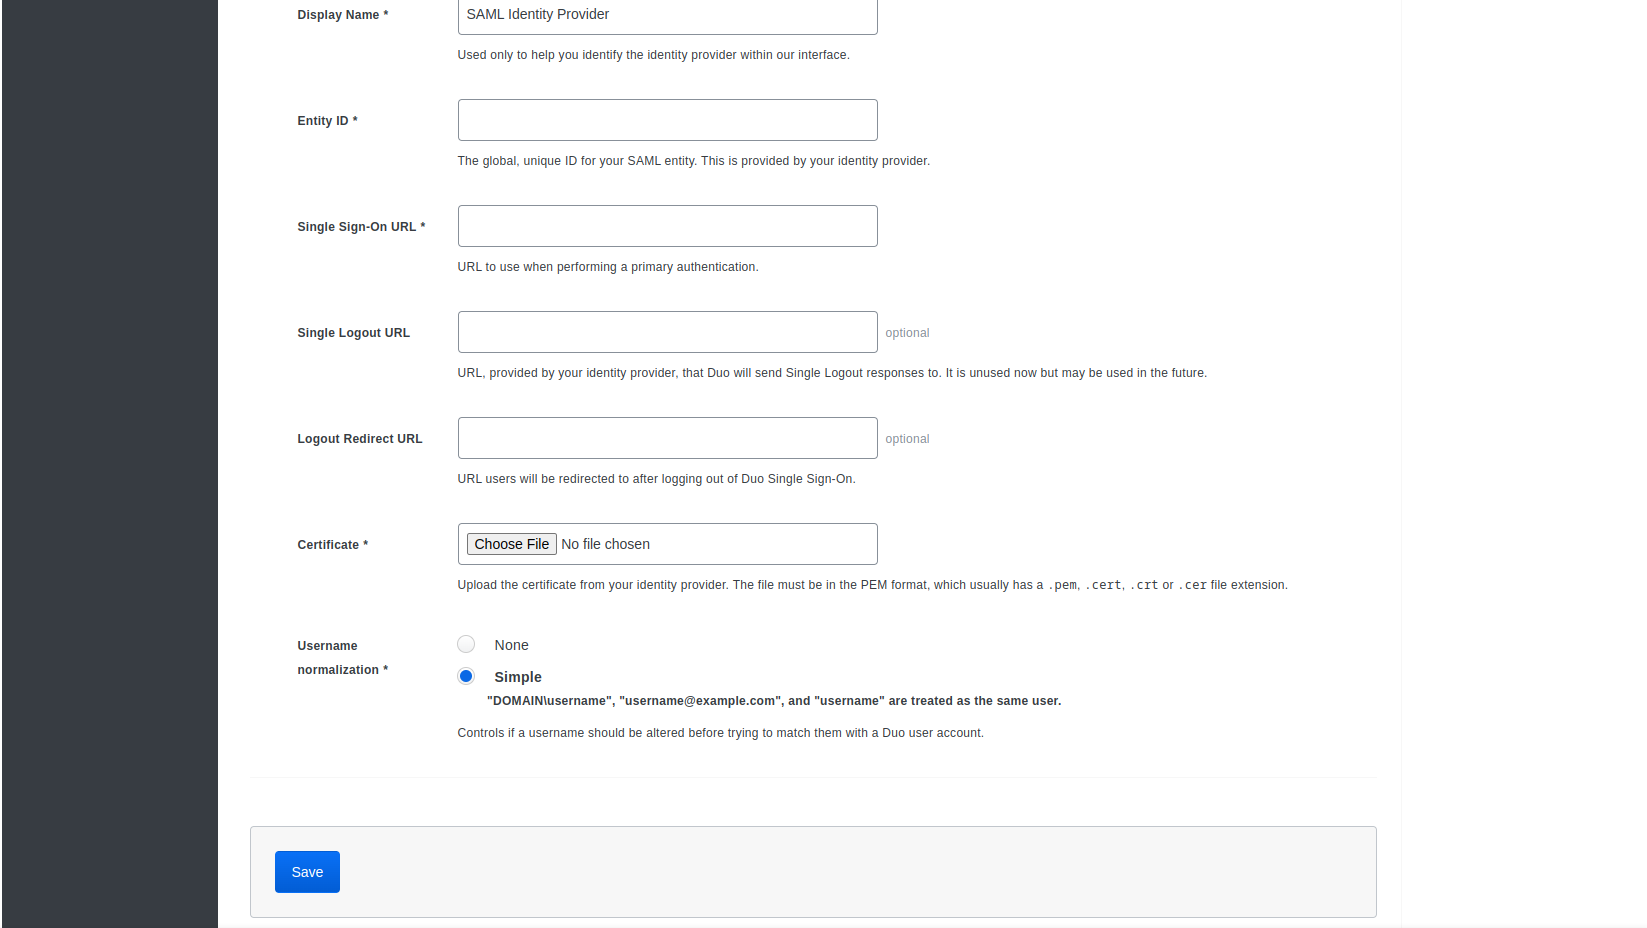 Display Name *
SAML Identity Provider
Used only to help you identify the identity provider within our interface.
Entity ID *
The global, unique ID for your SAML entity. This is provided by your identity provider.
Single Sign-On URL *
URL to use when performing a primary authentication.
Single Logout URL
optional
URL, provided by your identity provider, that Duo will send Single Logout responses to. It is unused now but may be used in the future.
Logout Redirect URL
optional
URL users will be redirected to after logging out of Duo Single Sign-On.
Certificate *
Choose File No file chosen
Upload the certificate from your identity provider. The file must be in the PEM format, which usually has a .pem, .cert, .crt or .cer file extension.
Username
normalization *
None
Simple
"DOMAIN\username", "username@example.com", and "username" are treated as the same user.
Controls if a username should be altered before trying to match them with a Duo user account.
Save